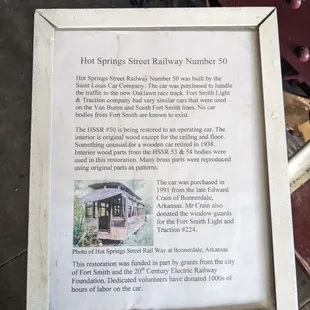 Hot Springs Street Railway Number 50
Hot Springs Street Railway Number 50 was built by the
Saint Louis Car Company. The car was purchased to handle
the traffic to the new Oaklawn race track. Fort Smith Light
& Traction company had very similar cars that were used
on the Van Buren and South Fort Smith lines. No car
bodies from Fort Smith are known to exist.
The HSSR #50 is being restored to an operating car. The
interior is original wood except for the ceiling and floor.
Something unusual for a wooden car retired in 1938.
Interior wood parts from the HSSR 53 & 54 bodies were
used in this restoration. Many brass parts were reproduced
using original parts as patterns.
The car was purchased in
1991 from the late Edward
Crain of Bonnerdale,
Arkansas. Mr Crain also
donated the window guards
for the Fort Smith Light and
Traction #224.
Photo of Hot Springs Street Rail Way at Bonnerdale, Arkansas
This restoration was funded in part by grants from the city
of Fort Smith and the 20th Century Electric Railway
Foundation. Dedicated volunteers have donated 1000s of
hours of labor on the car.